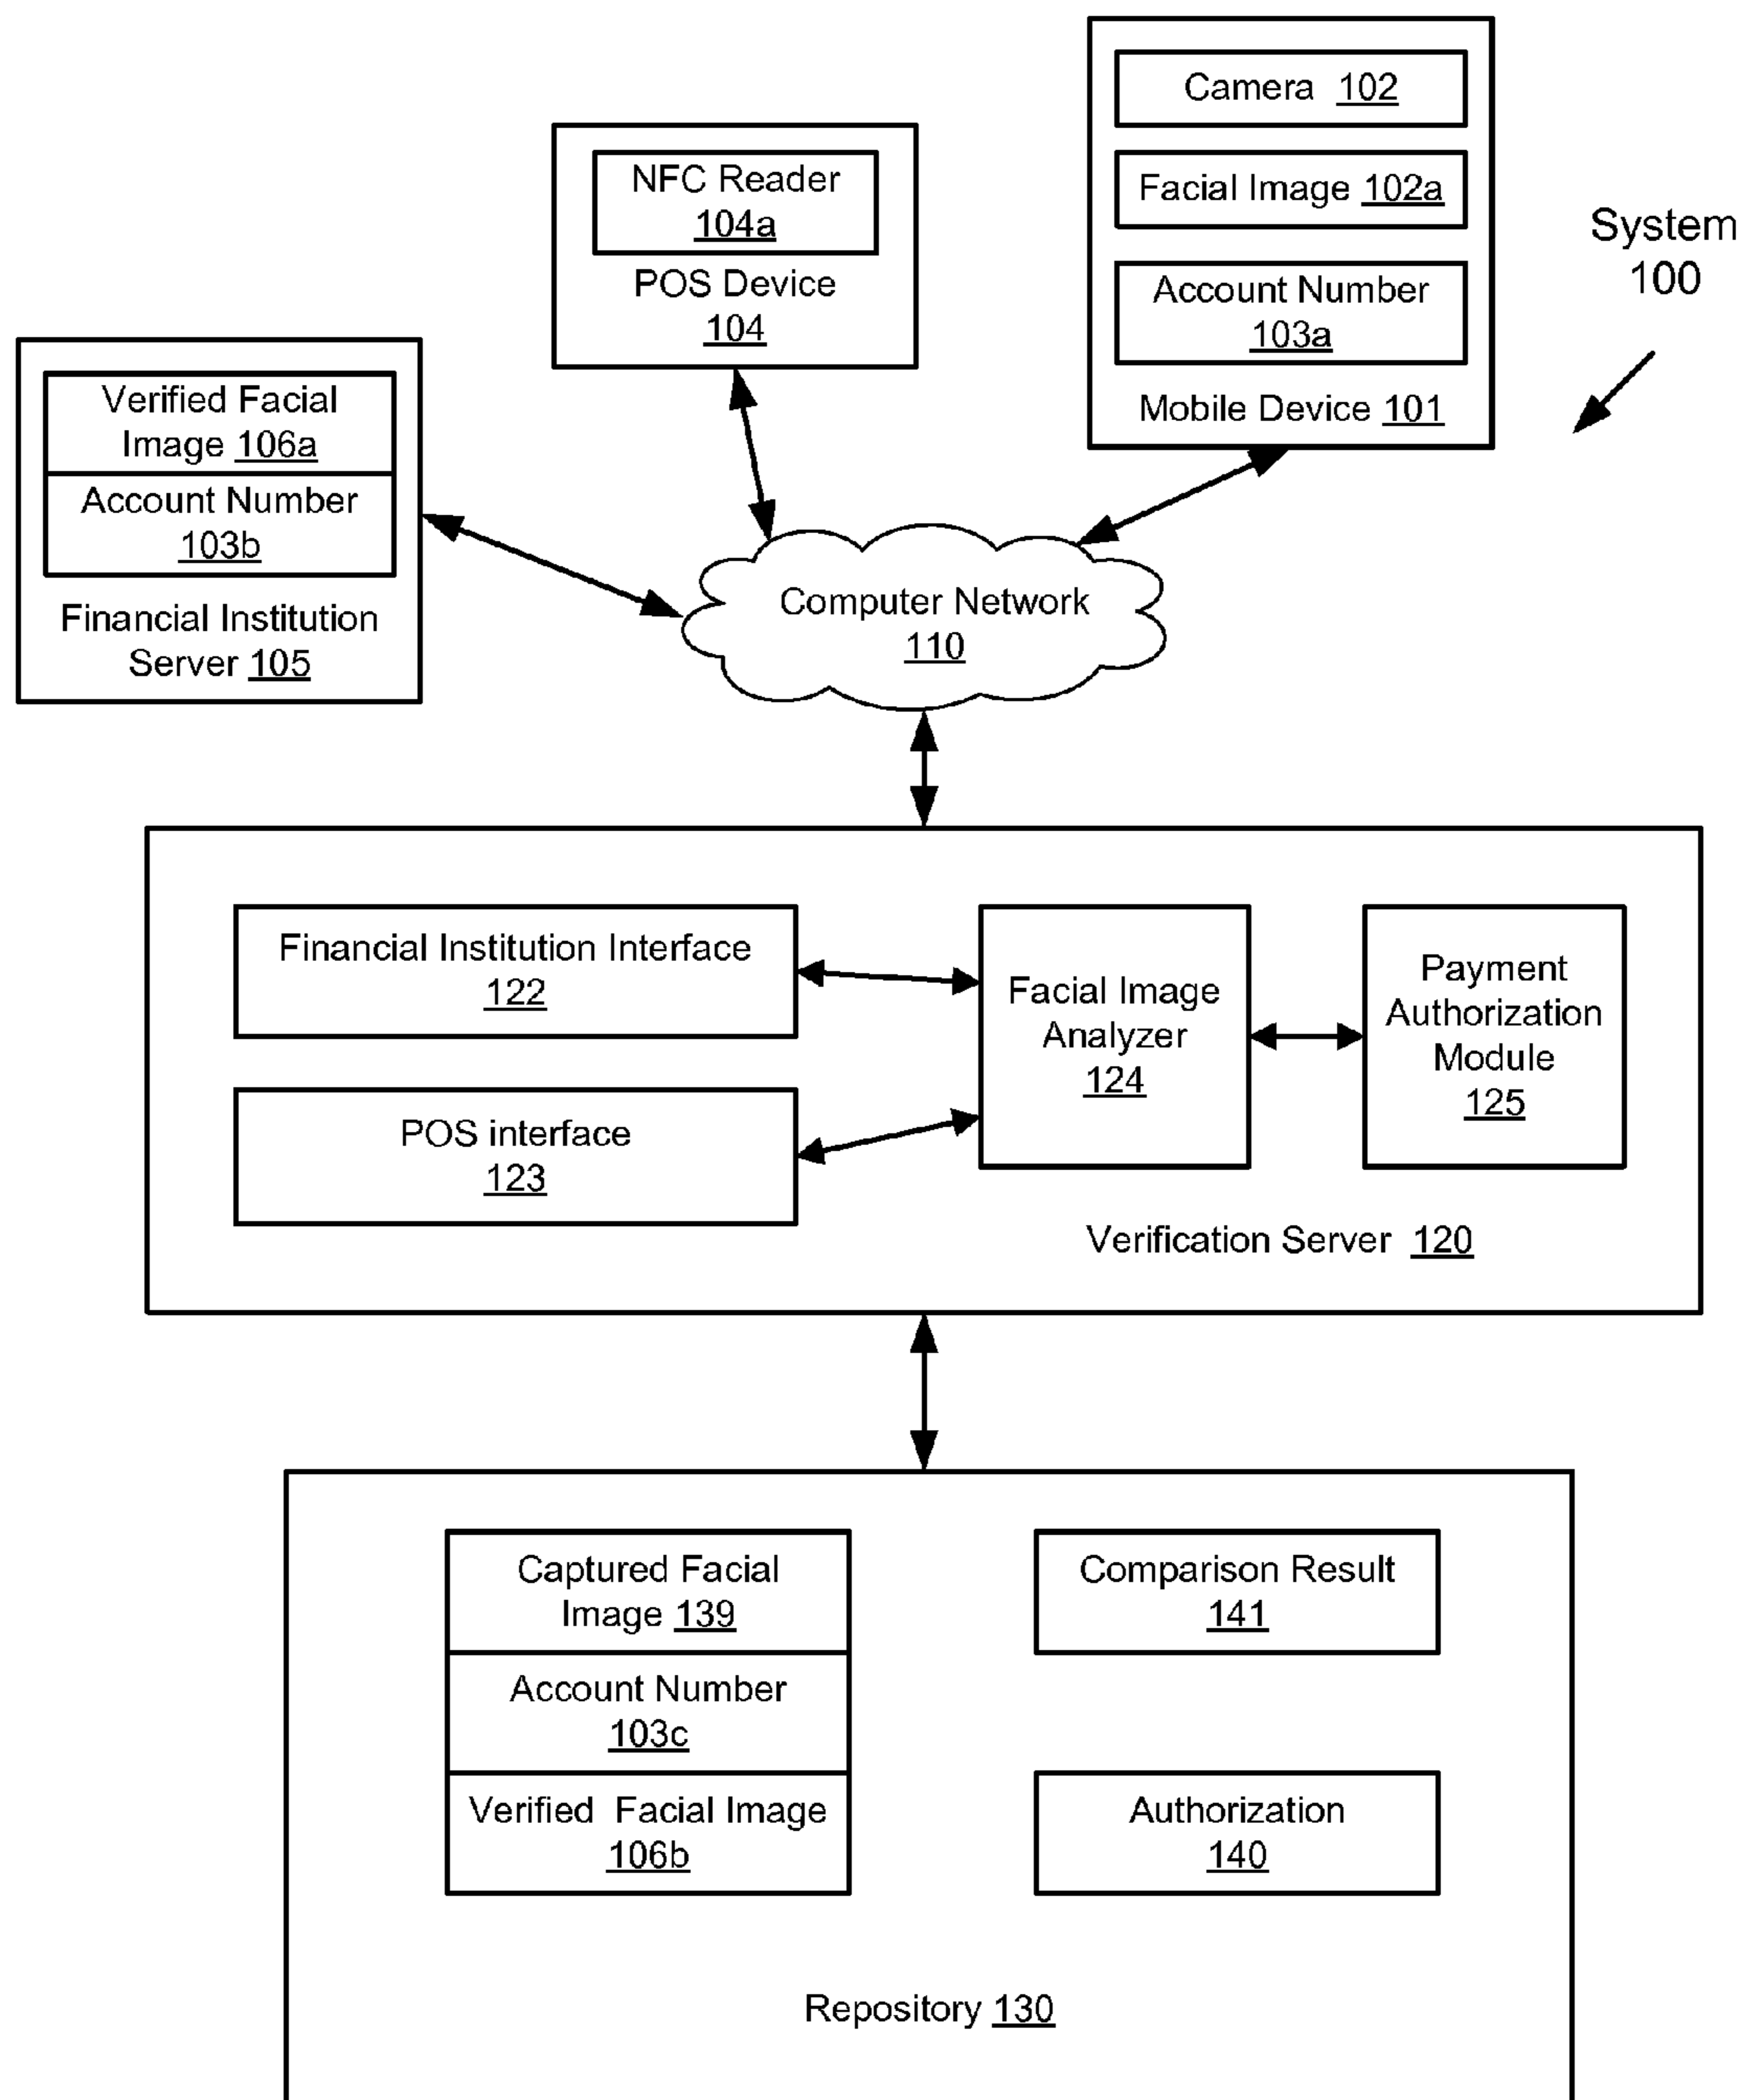 Camera 102
Facial Image 102a
Account Number
103a
Mobile Device 101
System
100
NFC Reader
104a
POS Device
104
Verified Facial
Image 106a
Account Number
103b
Financial Institution
Server 105
Computer Network
110
Financial Institution Interface
122
POS interface
123
Facial Image
Analyzer
124
Payment
Authorization
Module
125
Verification Server 120
Captured Facial
Image 139
Account Number
103c
Verified Facial Image
106b
Comparison Result
141
Authorization
140
Repository 130